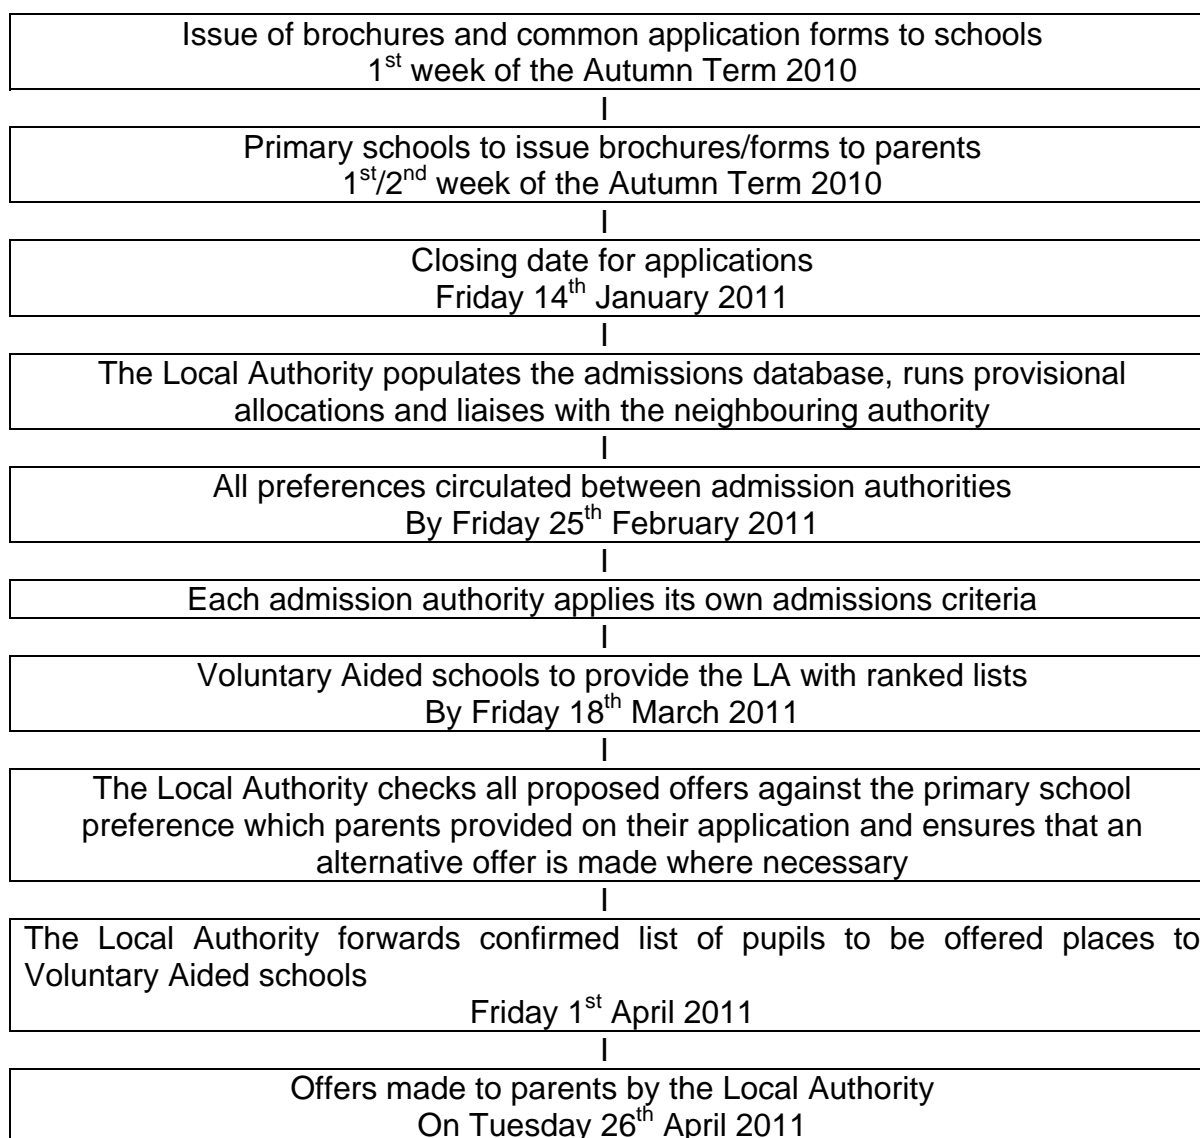 Issue of brochures and common application forms to schools
1st week of the Autumn Term 2010
Primary schools to issue brochures/forms to parents
1st/2nd week of the Autumn Term 2010
Closing date for applications
Friday 14th January 2011
The Local Authority populates the admissions database, runs provisional
allocations and liaises with the neighbouring authority
All preferences circulated between admission authorities
By Friday 25th February 2011
Each admission authority applies its own admissions criteria
Voluntary Aided schools to provide the LA with ranked lists
By Friday 18th March 2011
The Local Authority checks all proposed offers against the primary school
preference which parents provided on their application and ensures that an
alternative offer is made where necessary
The Local Authority forwards confirmed list of pupils to be offered places to
Voluntary Aided schools
Friday 1st April 2011
Offers made to parents by the Local Authority
On Tuesday 26th April 2011